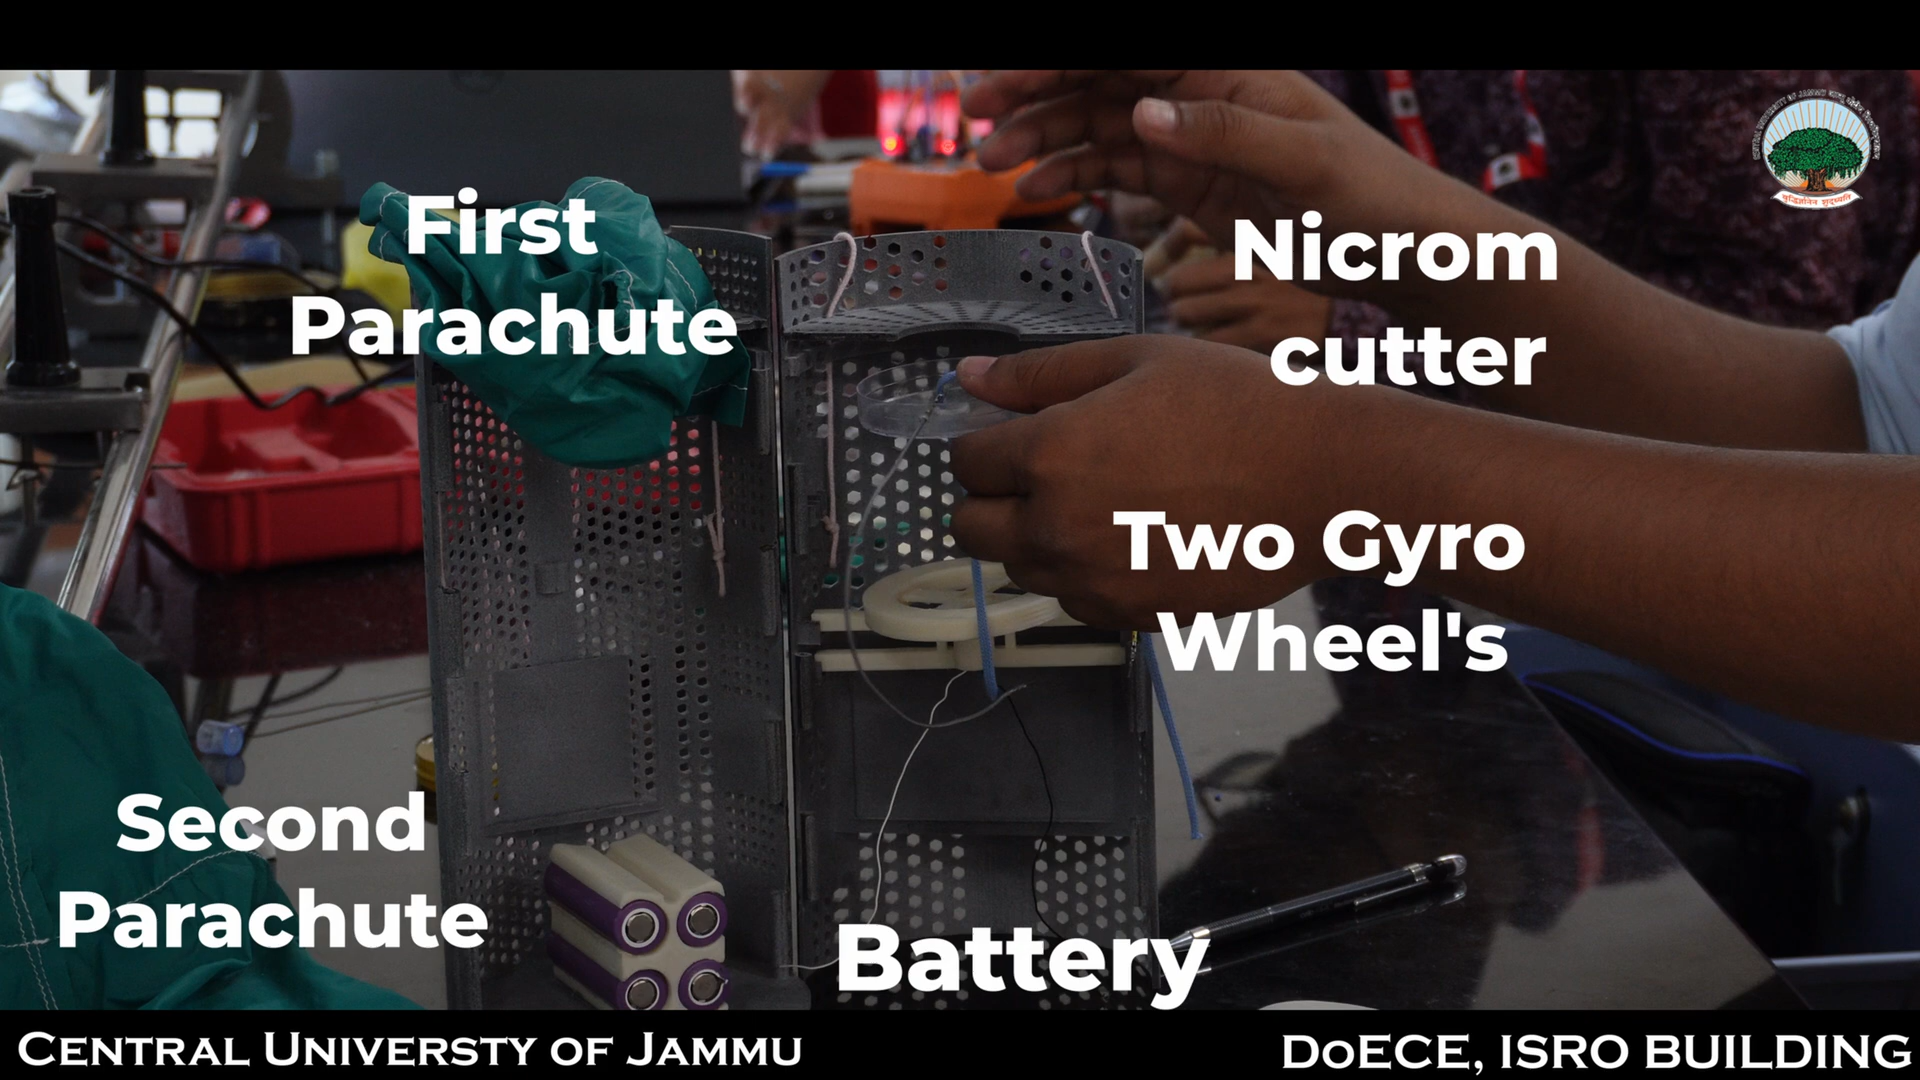 First
Parachute
Nicrom
cutter
Two Gyro
Wheel's
Second
Parachute
Battery
CENTRAL UNIVERSTY OF JAMMU
DOECE, ISRO BUILDING